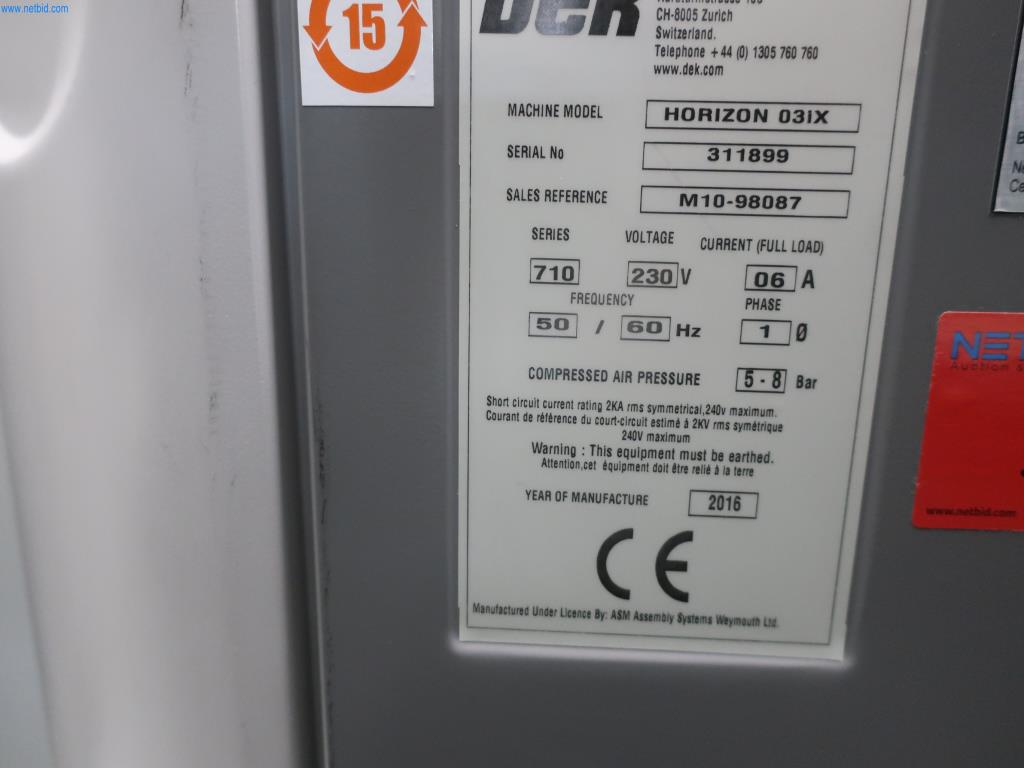 www.netbid.com
15
DEK
CH-8005 Zurich
Switzerland.
Telephone +44 (0) 1305 760 760
www.dek.com
MACHINE MODEL HORIZON 03iX
SERIAL No 311899
SALES REFERENCE M10-98087
SERIES VOLTAGE CURRENT (FULL LOAD)
710 230 V 06 A
FREQUENCY PHASE
50 / 60 Hz 1 Ø
COMPRESSED AIR PRESSURE 5 - 8 Bar
Short circuit current rating 2KA rms symmetrical,240v maximum.
Courant de référence du court-circuit estimé à 2KV rms symétrique
240V maximum
Warning : This equipment must be earthed.
Attention,cet équipement doit être relié à la terre
YEAR OF MANUFACTURE 2016
CE
Manufactured Under Licence By: ASM Assembly Systems Weymouth Ltd.
NET
Auction
www.netbid.com